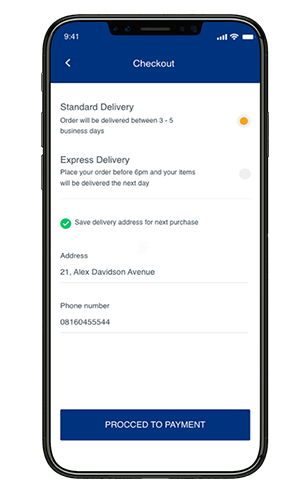 9:41
Checkout
Standard Delivery
Order will be delivered between 3 - 5
business days
Express Delivery
Place your order before 6pm and your items
will be delivered the next day
Save delivery address for next purchase
Address
21, Alex Davidson Avenue
Phone number
08160455544
PROCCED TO PAYMENT